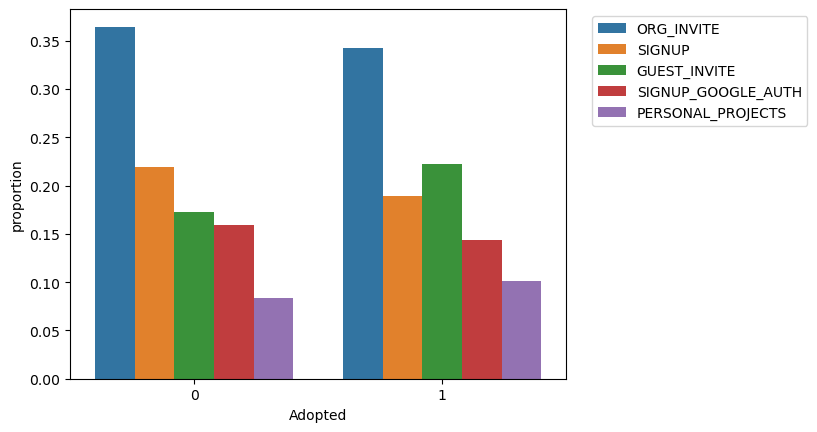 0.35
0.30
0.25
0.20
0.15
0.10
0.05
0.00
proportion
0 1
Adopted
ORG_INVITE
SIGNUP
GUEST_INVITE
SIGNUP_GOOGLE_AUTH
PERSONAL_PROJECTS